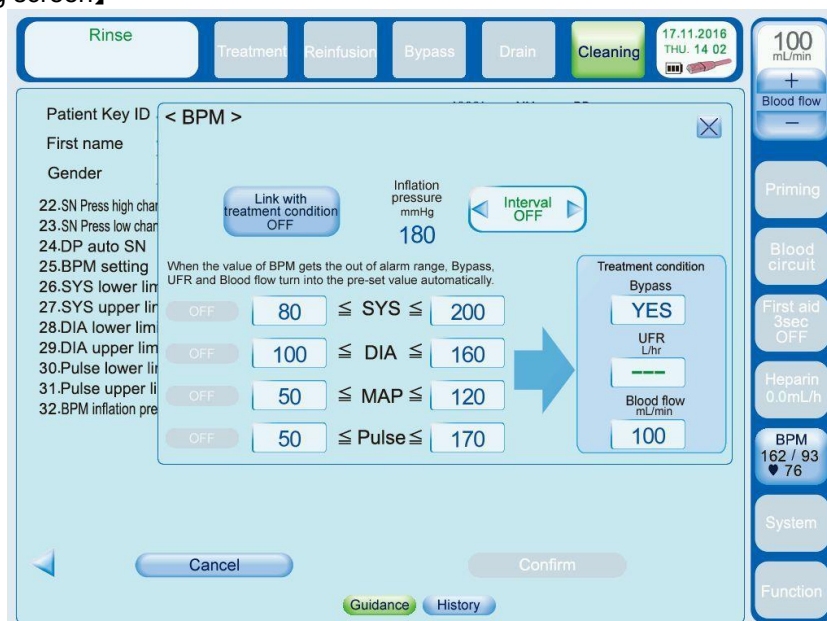 g screen】
Rinse
Treatment
Reinfusion
Bypass
Drain
Cleaning
17.11.2016
THU. 14 02
100
mL/min
+
Blood flow
−
Patient Key ID
First name
Gender
22.SN Press high char
23.SN Press low char
24.DP auto SN
25.BPM setting
26.SYS lower lim
27.SYS upper lim
28.DIA lower lim
29.DIA upper lim
30.Pulse lower li
31.Pulse upper li
32.BPM inflation pre
< BPM >
Link with
treatment condition
OFF
Inflation
pressure
mmHg
180
Interval
OFF
When the value of BPM gets the out of alarm range, Bypass,
UFR and Blood flow turn into the pre-set value automatically.
OFF 80 ≦ SYS ≦ 200
OFF 100 ≦ DIA ≦ 160
OFF 50 ≦ MAP ≦ 120
OFF 50 ≦ Pulse ≦ 170
Treatment condition
Bypass
YES
UFR
L/hr
---
Blood flow
mL/min
100
Cancel
Confirm
Guidance
History
Priming
Blood
circuit
First aid
3sec
OFF
Heparin
0.0mL/h
BPM
162 / 93
♥ 76
System
Function